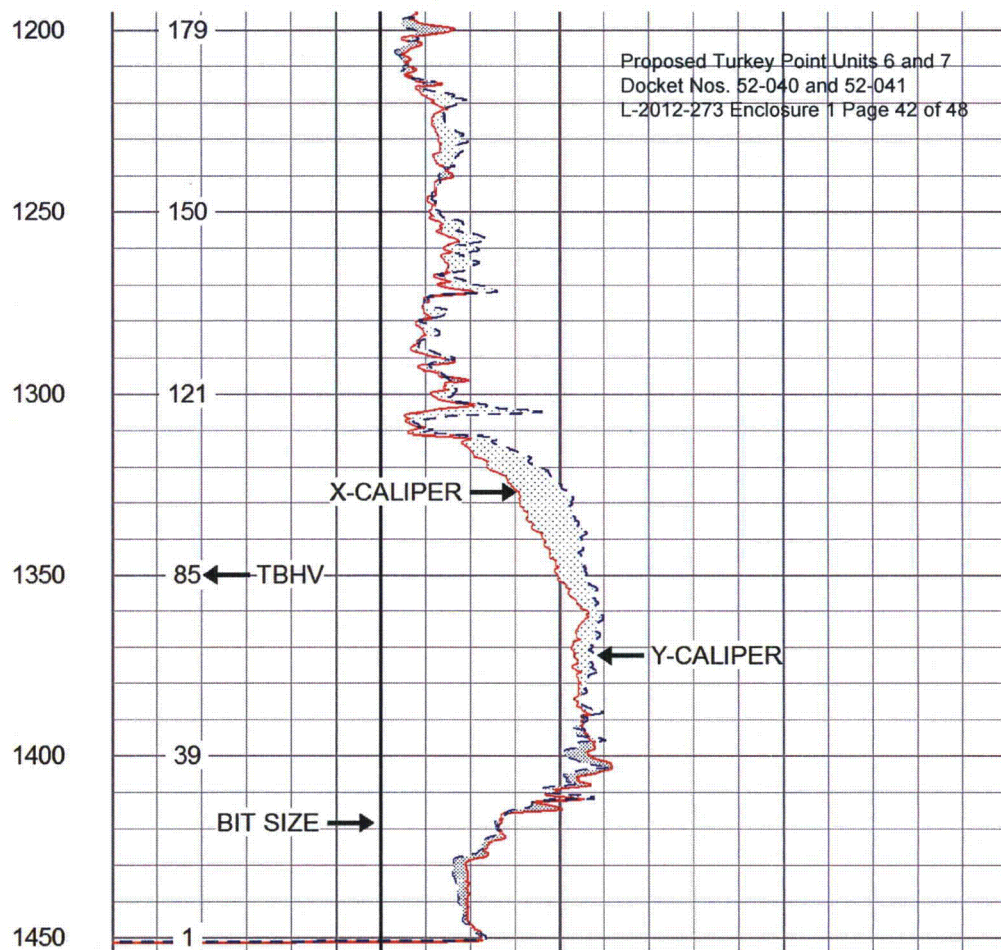 1200 179
Proposed Turkey Point Units 6 and 7
Docket Nos. 52-040 and 52-041
L-2012-273 Enclosure 1 Page 42 of 48
1250 150
1300 121
X-CALIPER
1350 85 TBHV
Y-CALIPER
1400 39
BIT SIZE
1450 1